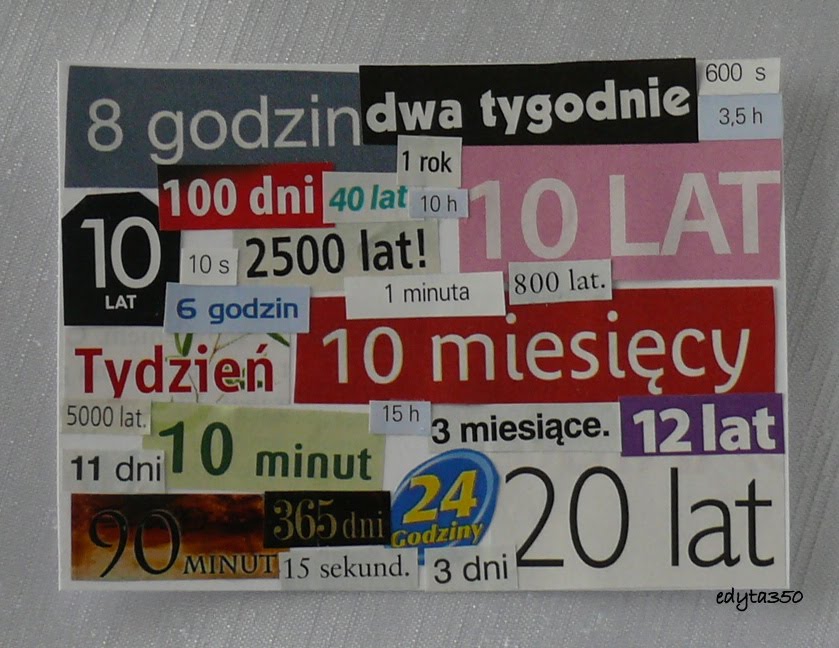 8 godzin
dwa tygodnie
600 s
3,5 h
1 rok
100 dni
40 lat
10 h
10 LAT
10
LAT
10 s
2500 lat!
1 minuta
800 lat.
6 godzin
Tydzień
10 miesięcy
5000 lat.
10 minut
15 h
3 miesiące.
12 lat
11 dni
90 MINUT
365 dni
24
Godziny
20 lat
15 sekund.
3 dni
edyta350